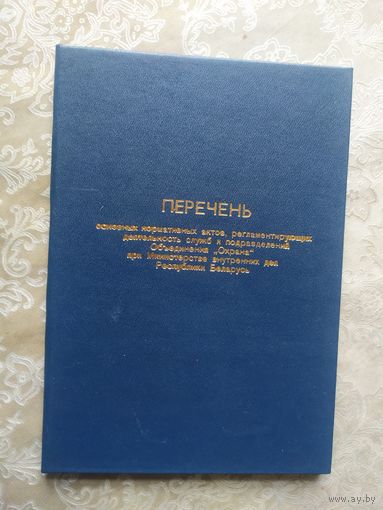 ПЕРЕЧЕНЬ
основных нормативных актов, регламентирующих
деятельность служб и подразделений
Объединения „Охрана"
при Министерстве внутренних дел
Республики Беларусь
www.ay.by